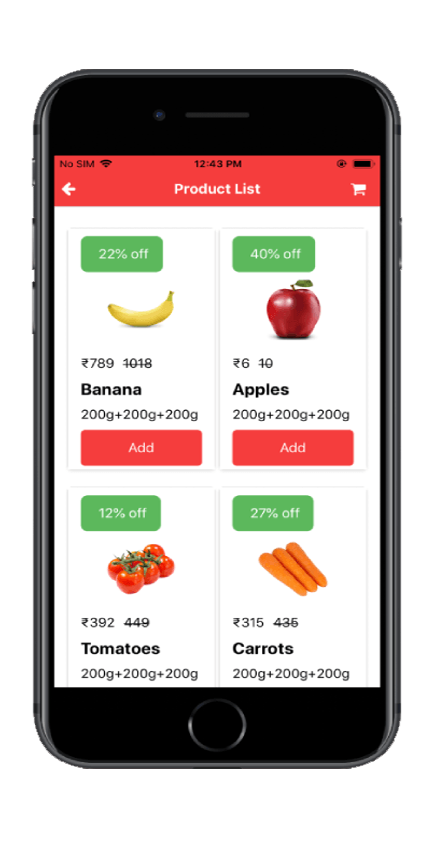 No SIM 12:43 PM
Product List
22% off 40% off
₹789 1018 ₹6 10
Banana Apples
200g+200g+200g 200g+200g+200g
Add Add
12% off 27% off
₹392 449 ₹315 435
Tomatoes Carrots
200g+200g+200g 200g+200g+200g